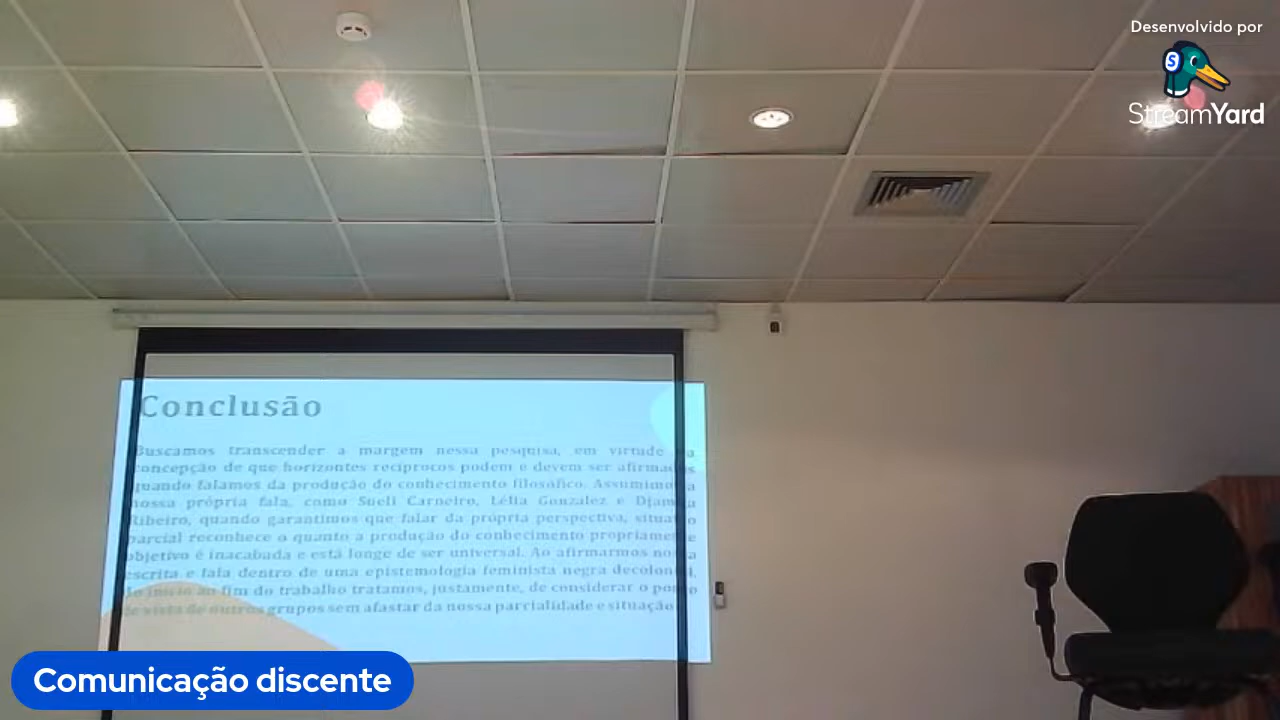 Desenvolvido por
StreamYard
Conclusão
Buscamos transcender a margem nessa pesquisa, em virtude
concepção de que horizontes recíprocos podem e devem ser afirmados
quando falamos da produção do conhecimento filosófico. Assumimos a
nossa própria fala, como Sueli Carneiro, Lélia Gonzalez e Djamila
Ribeiro, quando garantimos que falar da própria perspectiva, situação
parcial reconhece o quanto a produção do conhecimento propriamente
objetivo é inacabada e está longe de ser universal. Ao afirmarmos nossa
escrita e fala dentro de uma epistemologia feminista negra decolonial,
do início ao fim do trabalho tratamos, justamente, de considerar o ponto
de vista de outros grupos sem afastar da nossa parcialidade e situação.
Comunicação discente